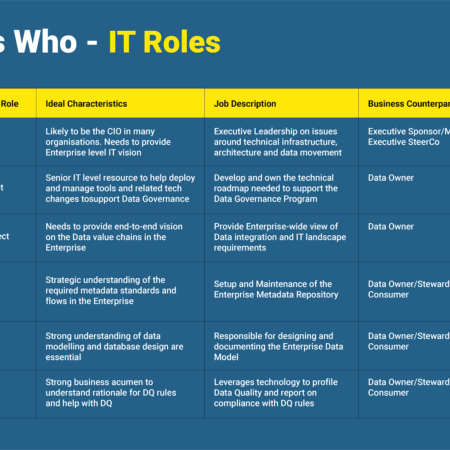 s Who - IT Roles
Role Ideal Characteristics Job Description Business Counterpa
Likely to be the CIO in many
organisations. Needs to provide
Enterprise level IT vision
Executive Leadership on issues
around technical infrastructure,
architecture and data movement
Executive Sponsor/M
Executive SteerCo
t
Senior IT level resource to help deploy
and manage tools and related tech
changes tosupport Data Governance
Develop and own the technical
roadmap needed to support the
Data Governance Program
Data Owner
ect
Needs to provide end-to-end vision
on the Data value chains in the
Enterprise
Provide Enterprise-wide view of
Data integration and IT landscape
requirements
Data Owner
Strategic understanding of the
required metadata standards and
flows in the Enterprise
Setup and Maintenance of the
Enterprise Metadata Repository
Data Owner/Steward
Consumer
Strong understanding of data
modelling and database design are
essential
Responsible for designing and
documenting the Enterprise Data
Model
Data Owner/Steward
Consumer
Strong business acumen to
understand rationale for DQ rules
and help with DQ
Leverages technology to profile
Data Quality and report on
compliance with DQ rules
Data Owner/Steward
Consumer